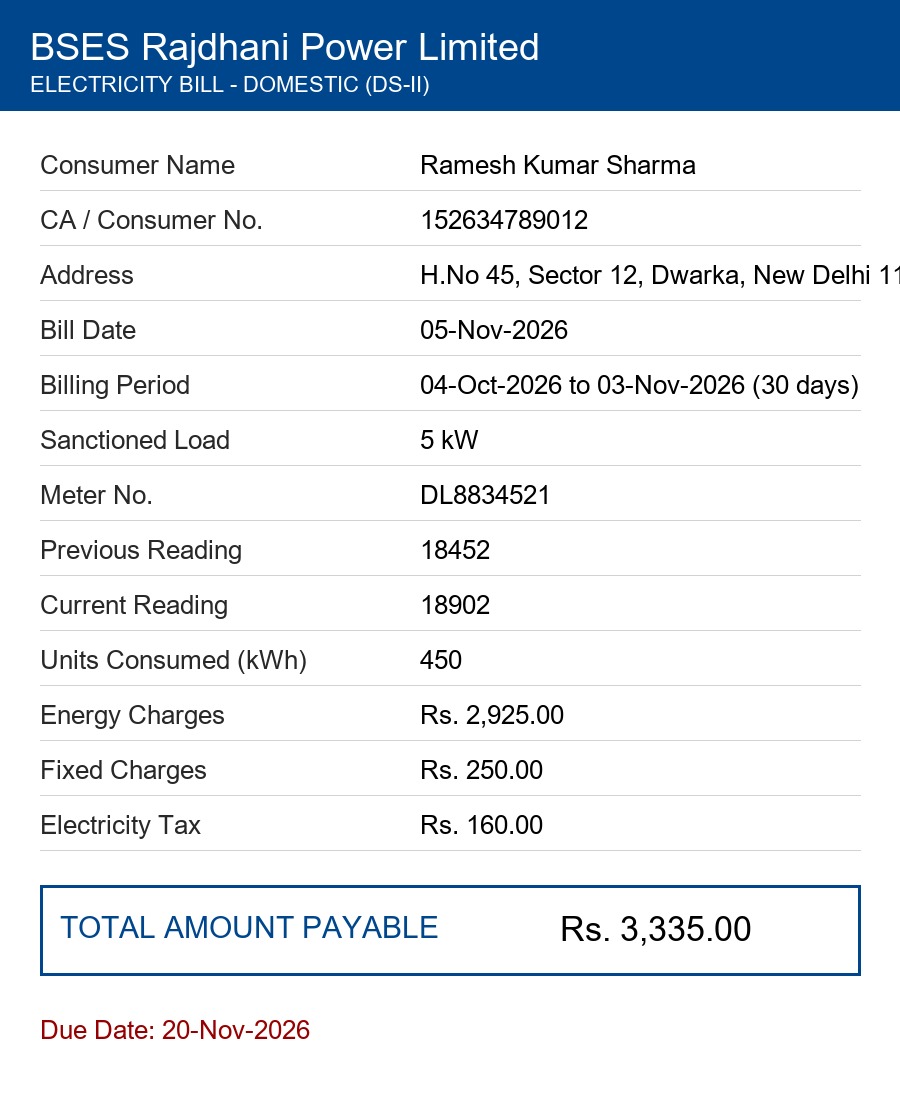 BSES Rajdhani Power Limited
ELECTRICITY BILL - DOMESTIC (DS-II)
Consumer Name Ramesh Kumar Sharma
CA / Consumer No. 152634789012
Address H.No 45, Sector 12, Dwarka, New Delhi 11
Bill Date 05-Nov-2026
Billing Period 04-Oct-2026 to 03-Nov-2026 (30 days)
Sanctioned Load 5 kW
Meter No. DL8834521
Previous Reading 18452
Current Reading 18902
Units Consumed (kWh) 450
Energy Charges Rs. 2,925.00
Fixed Charges Rs. 250.00
Electricity Tax Rs. 160.00
TOTAL AMOUNT PAYABLE Rs. 3,335.00
Due Date: 20-Nov-2026